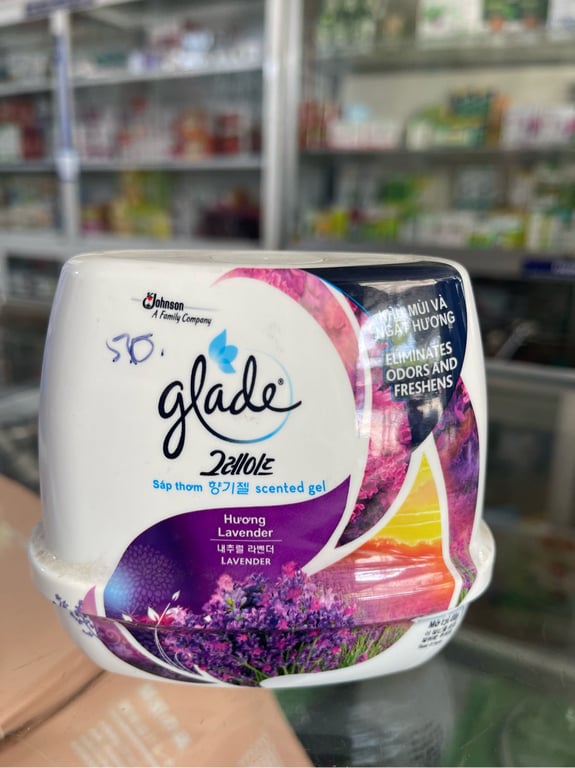 SC Johnson
A Family Company
50.
glade®
그레이드
Sáp thơm 향기젤 scented gel
Hương
Lavender
내추럴 라벤더
LAVENDER
KHỬ MÙI VÀ
NGÁT HƯƠNG
ELIMINATES
ODORS AND
FRESHENS